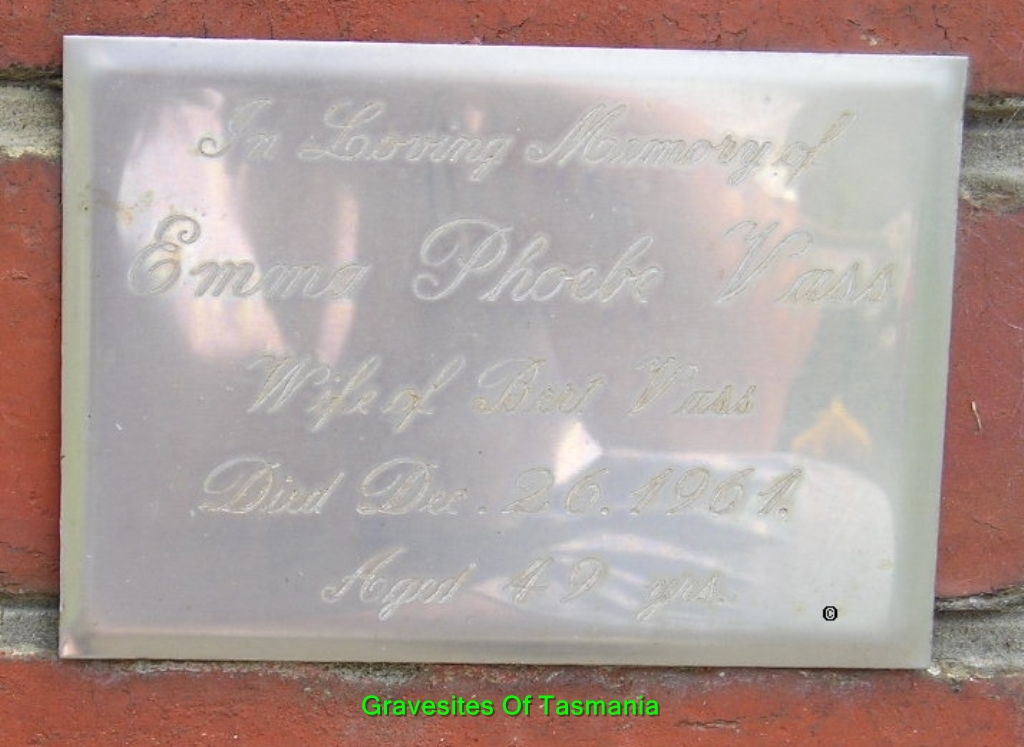 In Loving Memory of
Emma Phoebe Vass
Wife of Bert Vass
Died Dec. 26. 1961.
Aged 49 yrs.
©
Gravesites Of Tasmania